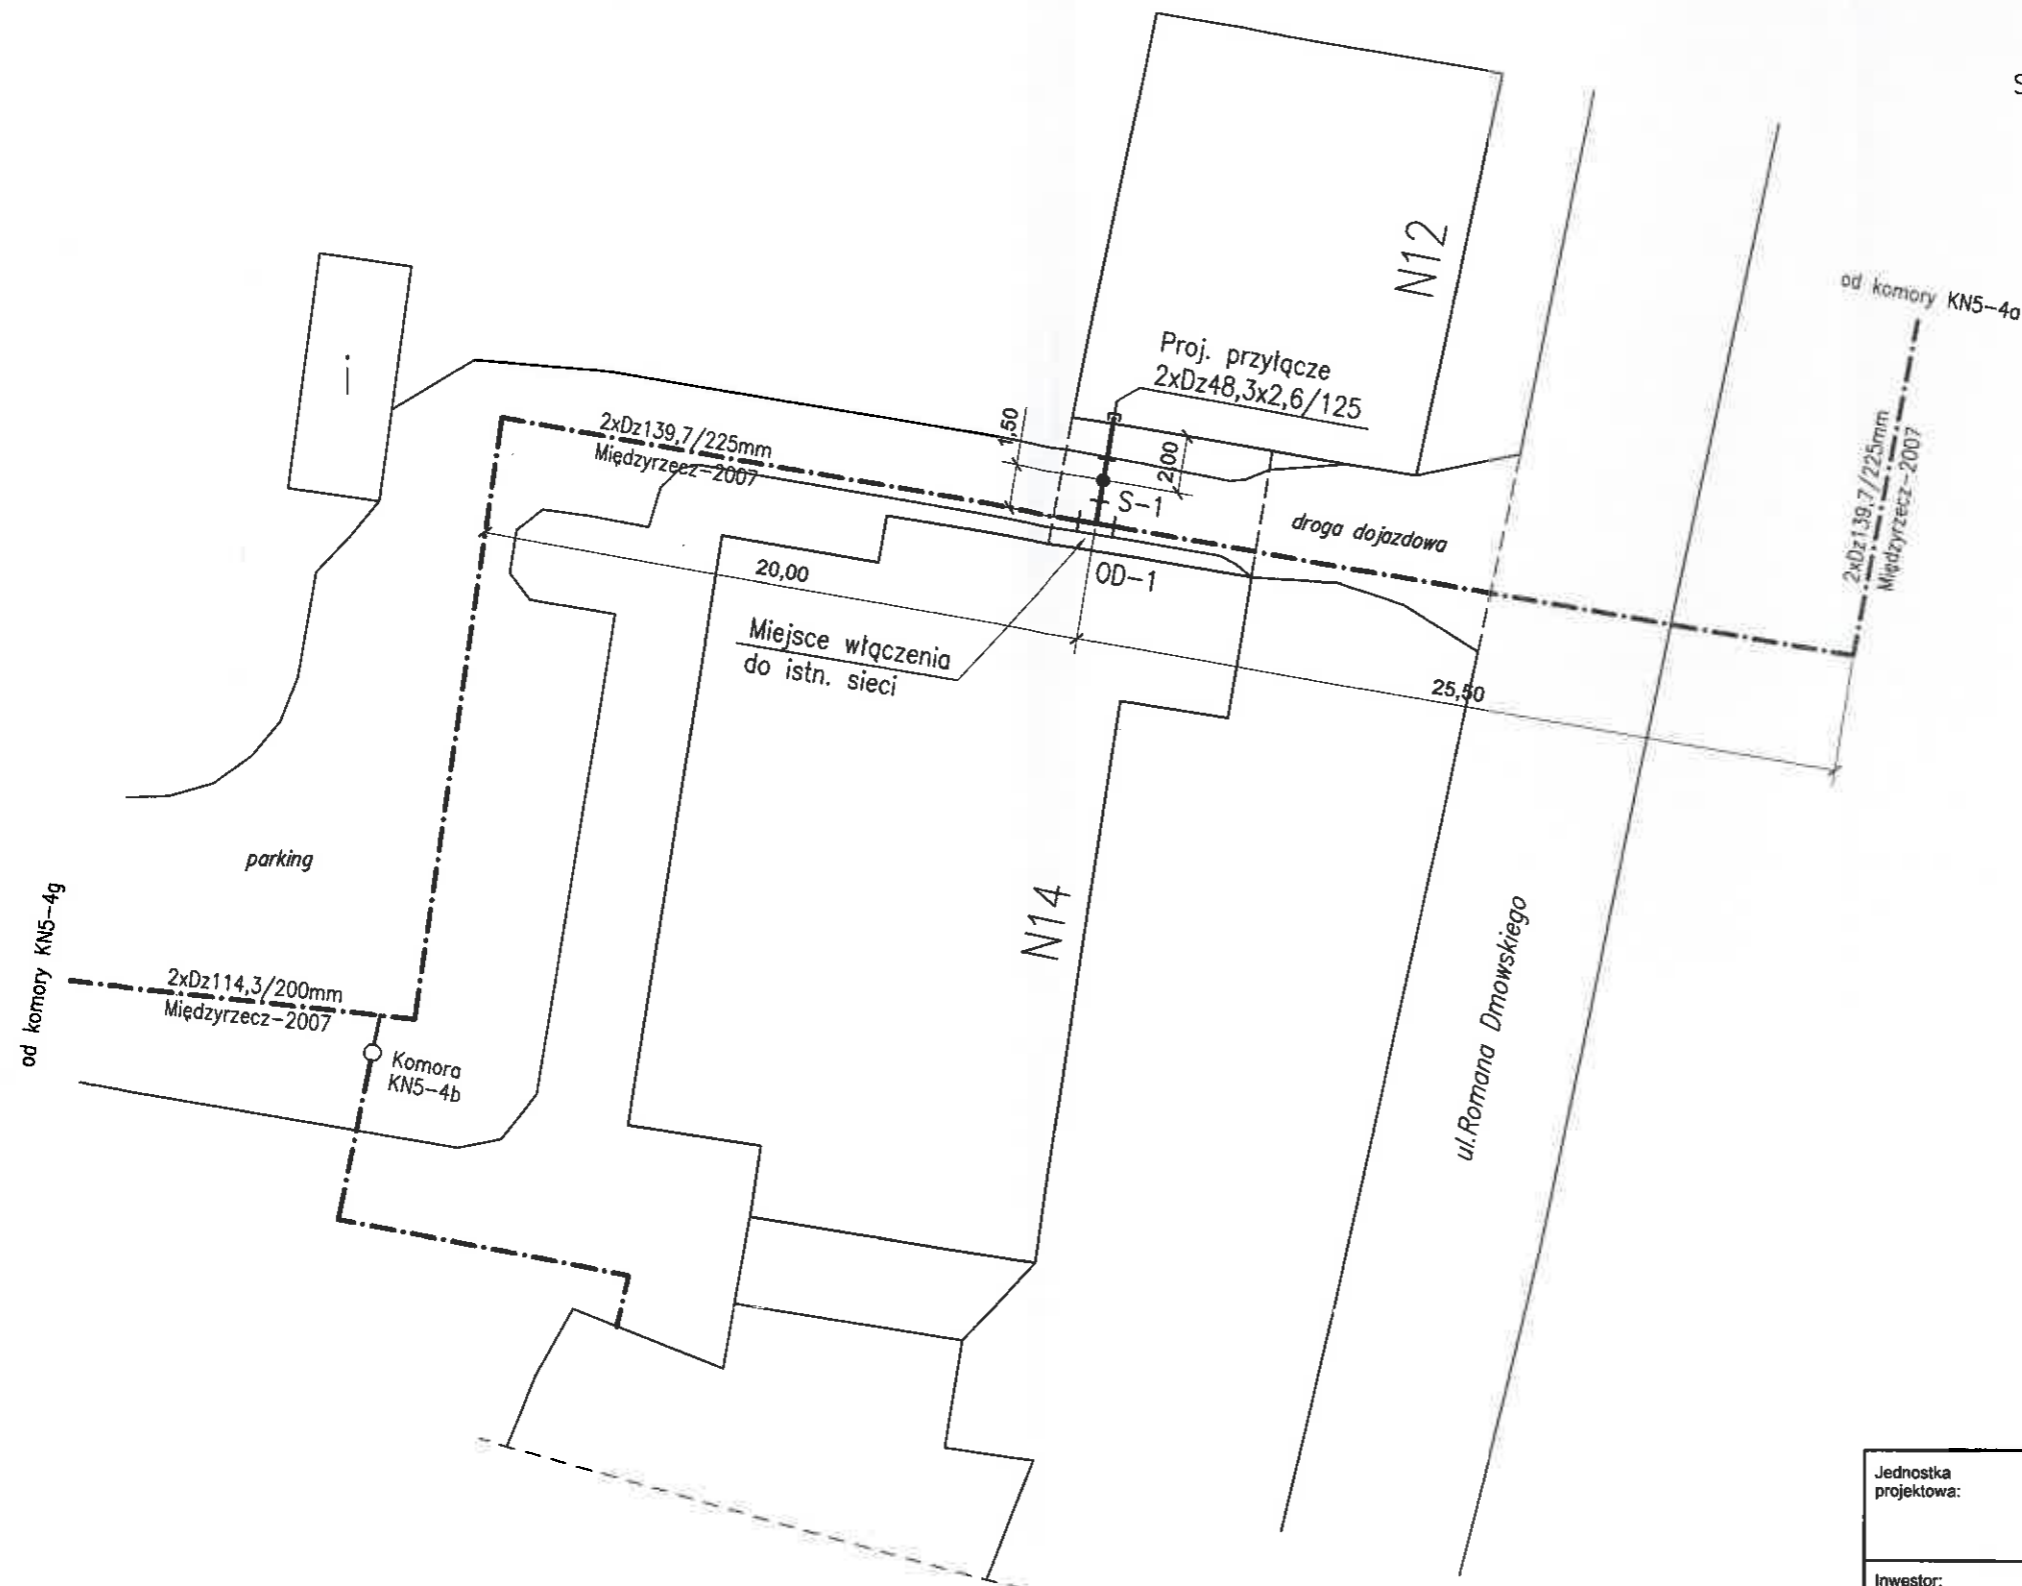 S
N12
od komory KN5-4a
Proj. przyłącze
2xDz48,3x2,6/125
1,50
2,00
2xDz139,7/225mm
Międzyrzecz-2007
S-1
droga dojazdowa
2xDz139,7/225mm
Międzyrzecz-2007
i
20,00
OD-1
Miejsce włączenia
do istn. sieci
25,50
parking
N14
ul.Romana Dmowskiego
od komory KN5-4g
2xDz114,3/200mm
Międzyrzecz-2007
Komora
KN5-4b
Jednostka
projektowa:
Inwestor: